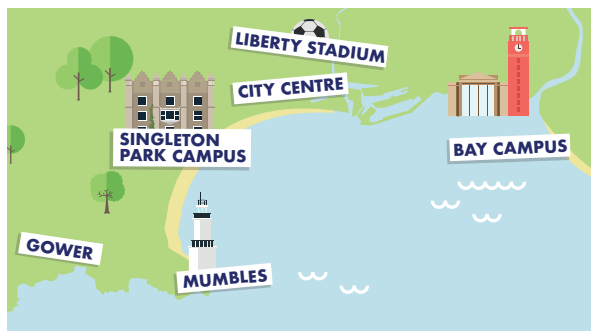 LIBERTY STADIUM
CITY CENTRE
SINGLETON
PARK CAMPUS
BAY CAMPUS
GOWER
MUMBLES